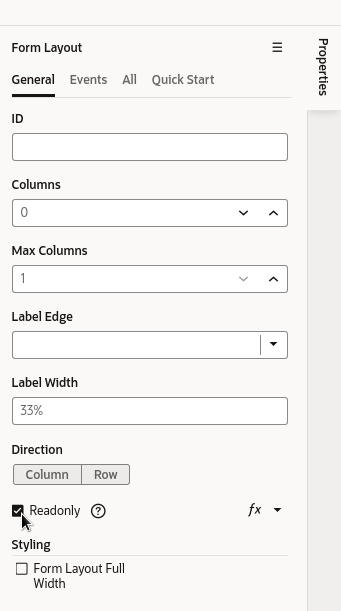 Form Layout
Properties
General Events All Quick Start
ID
Columns
0
Max Columns
1
Label Edge
Label Width
33%
Direction
Column Row
Readonly ? fx
Styling
Form Layout Full
Width